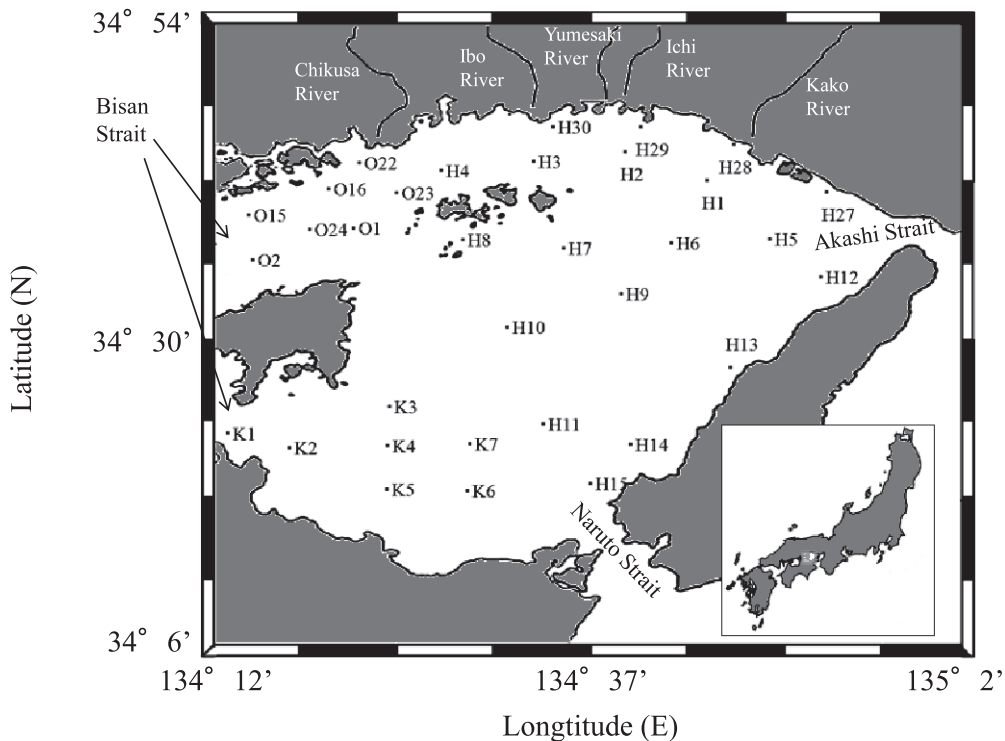 34° 54’
Yumesaki
River
Ibo
River
Ichi
River
Chikusa
River
Kako
River
Bisan
Strait
H30
H29
O22
H4
H3
H2
H28
O16
O23
H1
O15
H27
O24
O1
H8
H7
H6
H5
Akashi Strait
O2
H12
H9
H10
34° 30’
H13
K3
H11
K1
K2
K4
K7
H14
K5
K6
H15
Naruto Strait
34° 6’
134° 12’
134° 37’
135° 2’
Latitude (N)
Longtitude (E)